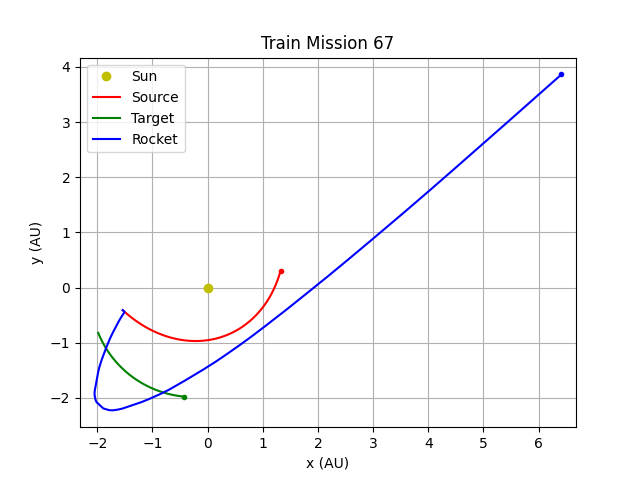 Train Mission 67
Sun
Source
Target
Rocket
y (AU)
4
3
2
1
0
−1
−2
−2 −1 0 1 2 3 4 5 6
x (AU)